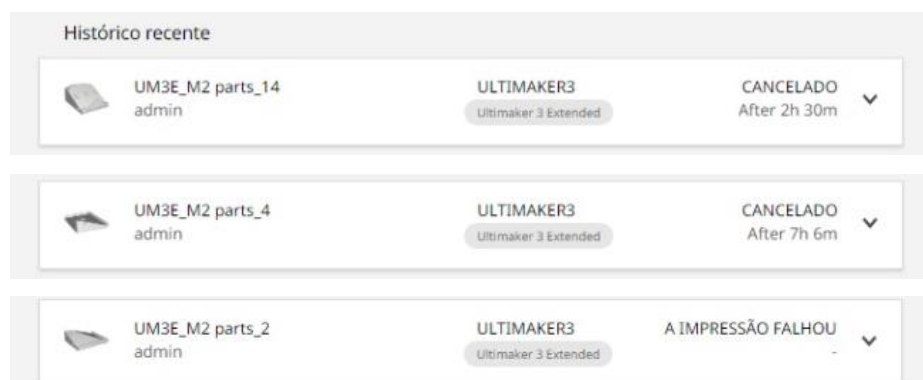 Histórico recente
UM3E_M2 parts_14 ULTIMAKER3 CANCELADO
admin Ultimaker 3 Extended After 2h 30m
UM3E_M2 parts_4 ULTIMAKER3 CANCELADO
admin Ultimaker 3 Extended After 7h 6m
UM3E_M2 parts_2 ULTIMAKER3 A IMPRESSÃO FALHOU
admin Ultimaker 3 Extended -